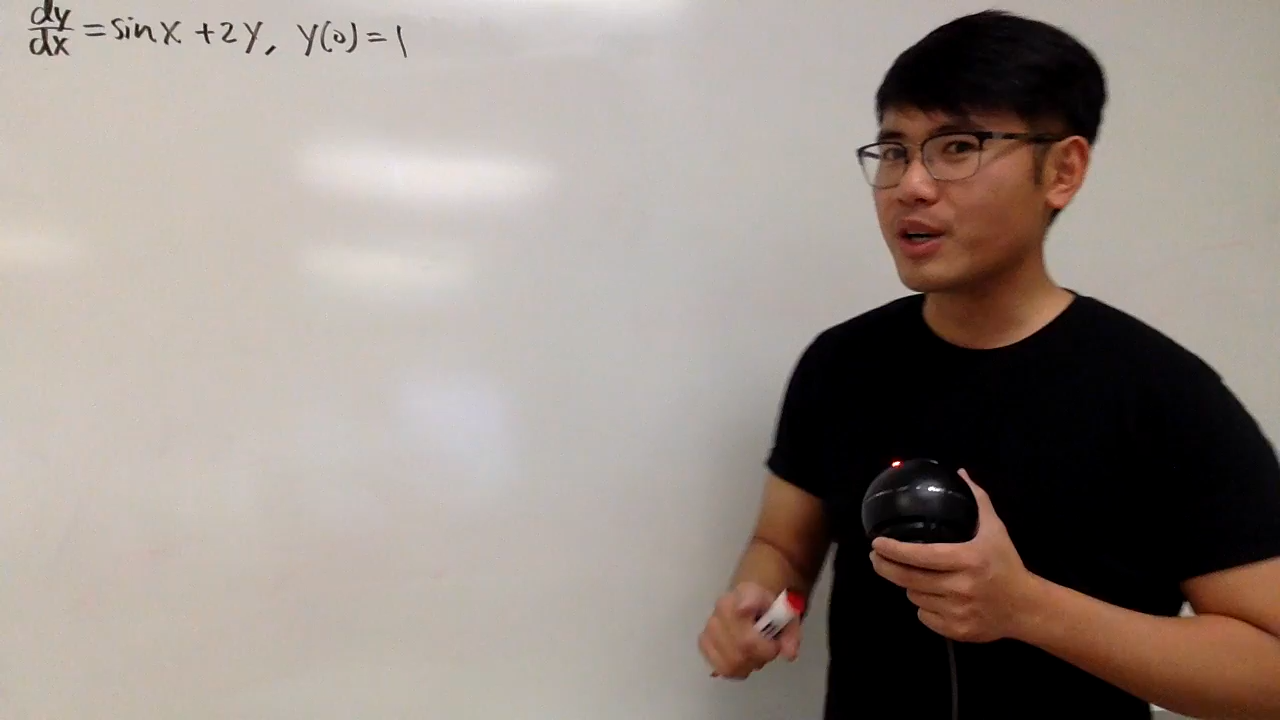 dy/dx = sin x + 2y, y(0) = 1